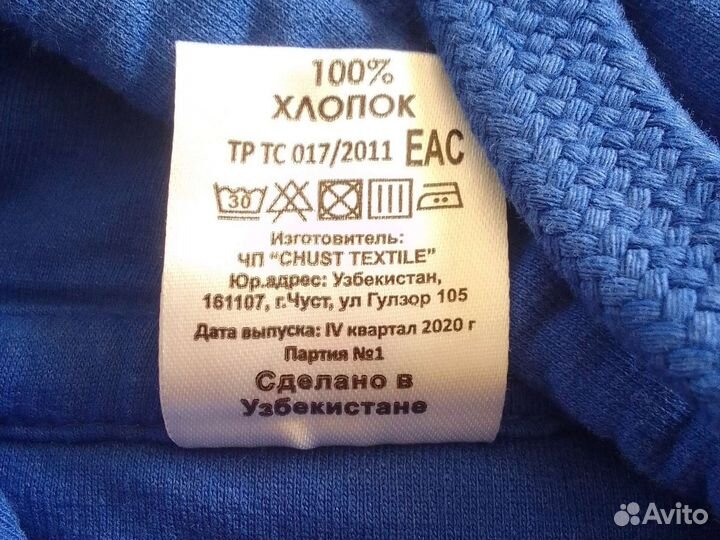 100%
ХЛОПОК
ТР ТС 017/2011 ЕАС
30
Изготовитель:
ЧП "CHUST TEXTILE"
Юр.адрес: Узбекистан,
161107, г.Чуст, ул Гулзор 105
Дата выпуска: IV квартал 2020 г
Партия №1
Сделано в
Узбекистане
Avito